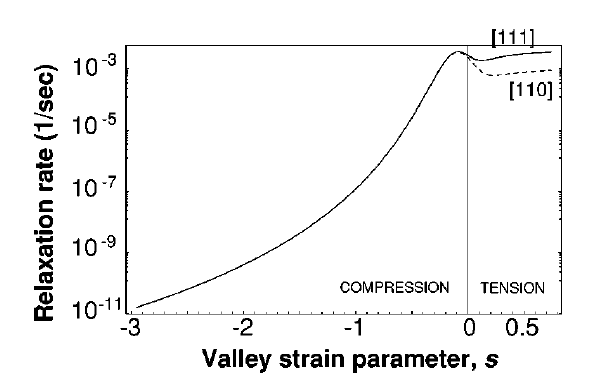 [111]
10-3
[110]
10-5
10-7
10-9
COMPRESSION TENSION
10-11
-3 -2 -1 0 0.5
Valley strain parameter, s
Relaxation rate (1/sec)